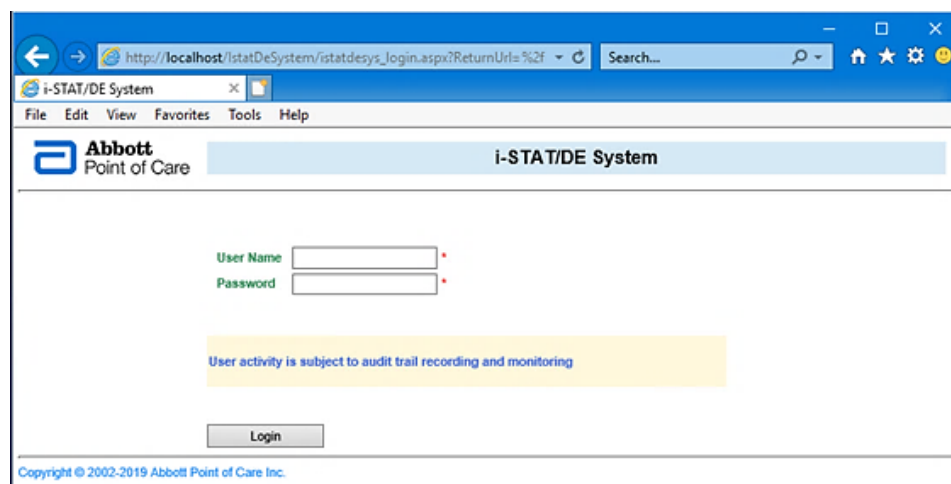 http://localhost/IstatDeSystem/istatdesys_login.aspx?ReturnUrl=%2f
Search...
i-STAT/DE System
File Edit View Favorites Tools Help
Abbott
Point of Care
i-STAT/DE System
User Name *
Password *
User activity is subject to audit trail recording and monitoring
Login
Copyright © 2002-2019 Abbott Point of Care Inc.